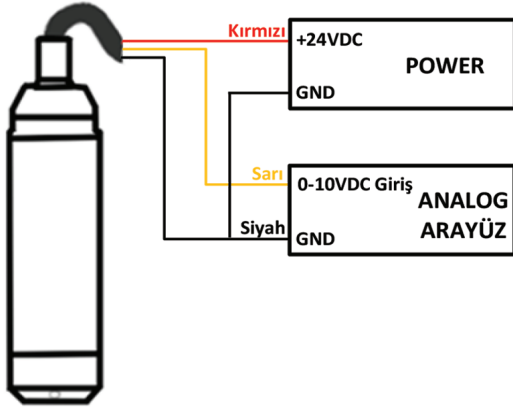 Kırmızı
+24VDC
POWER
GND
Sarı
0-10VDC Giriş
ANALOG
ARAYÜZ
Siyah
GND